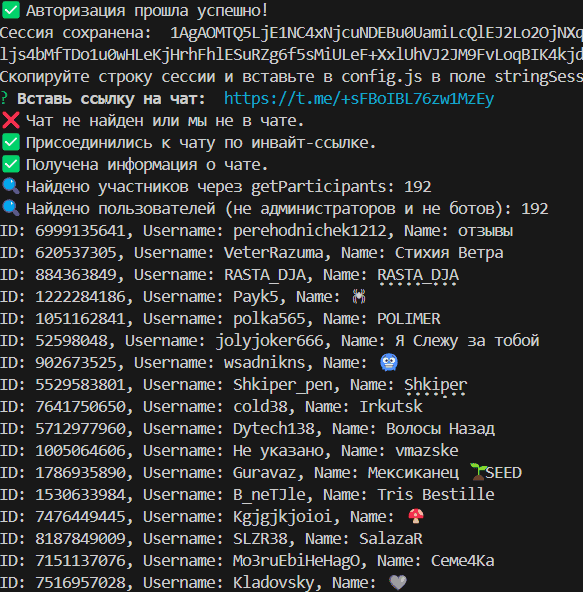 ✅ Авторизация прошла успешно!
Сессия сохранена: 1AgAOMTQ5LjE1NC4xNjcuNDEBu0UamiLcQlEJ2Lo2OjNXq
ljs4bMfTDo1u0wHLeKjHrhFhlESuRZg6f5sMiULeF+XxlUhVJ2JM9FvLoqBIK4kjd
Скопируйте строку сессии и вставьте в config.js в поле stringSess
? Вставь ссылку на чат: https://t.me/+sFBoIBL76zw1MzEy
❌ Чат не найден или мы не в чате.
✅ Присоединились к чату по инвайт-ссылке.
✅ Получена информация о чате.
🔍 Найдено участников через getParticipants: 192
🔍 Найдено пользователей (не администраторов и не ботов): 192
ID: 6999135641, Username: perehodnichek1212, Name: отзывы
ID: 620537305, Username: VeterRazuma, Name: Стихия Ветра
ID: 884363849, Username: RASTA_DJA, Name: RASTA_DJA
ID: 1222284186, Username: Payk5, Name: 🕷
ID: 1051162841, Username: polka565, Name: POLIMER
ID: 52598048, Username: jolyjoker666, Name: Я Слежу за тобой
ID: 902673525, Username: wsadnikns, Name: 🥶
ID: 5529583801, Username: Shkiper_pen, Name: Shkiper
ID: 7641750650, Username: cold38, Name: Irkutsk
ID: 5712977960, Username: Dytech138, Name: Волосы Назад
ID: 1005064606, Username: Не указано, Name: vmazske
ID: 1786935890, Username: Guravaz, Name: Мексиканец 🌱SEED
ID: 1530633984, Username: B_neTJle, Name: Tris Bestille
ID: 7476449445, Username: Kgjgjkjoioi, Name: 🍄
ID: 8187849009, Username: SLZR38, Name: SalazaR
ID: 7151137076, Username: Mo3ruEbiHeHagO, Name: Семе4Ка
ID: 7516957028, Username: Kladovsky, Name: 🩶